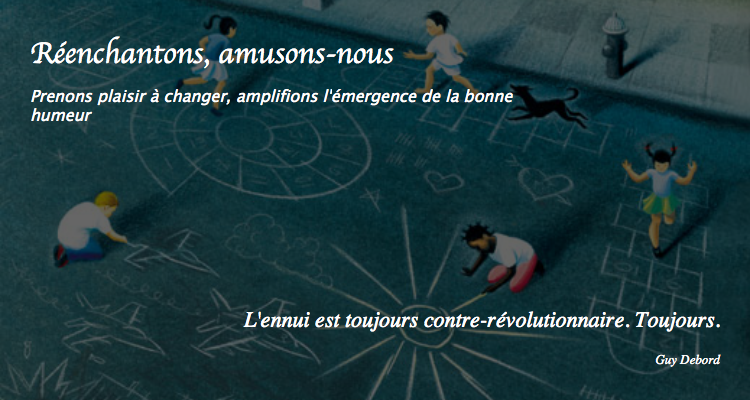 Réenchantons, amusons-nous
Prenons plaisir à changer, amplifions l'émergence de la bonne
humeur
L'ennui est toujours contre-révolutionnaire. Toujours.
Guy Debord